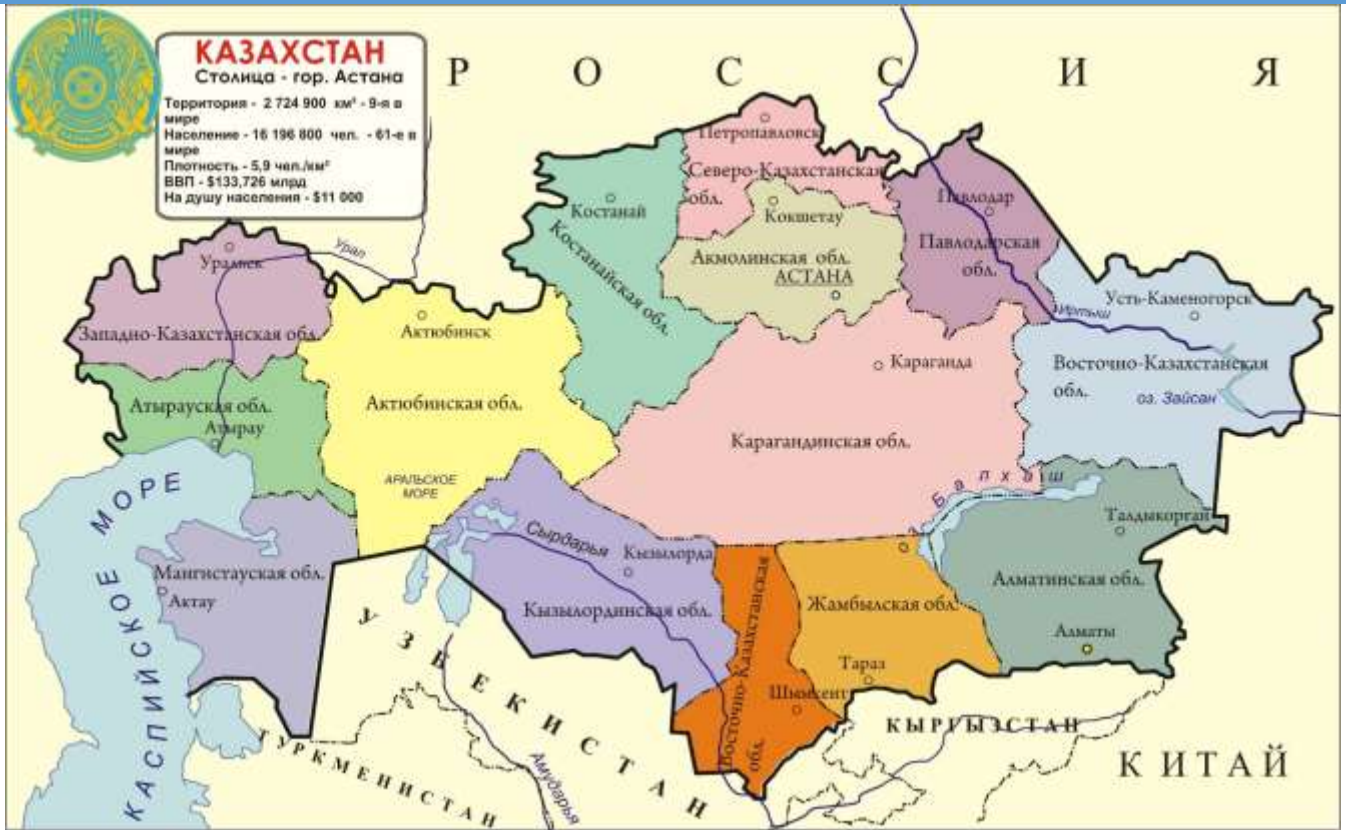 КАЗАХСТАН
Столица - гор. Астана
Территория - 2 724 900 км² - 9-я в
мире
Население - 16 196 800 чел. - 61-е в
мире
Плотность - 5,9 чел./км²
ВВП - $133,726 млрд
На душу населения - $11 000
РОССИЯ
Петропавловск
Северо-Казахстанская
обл.
Костанай
Костанайская обл.
Кокшетау
Акмолинская обл.
АСТАНА
Павлодар
Павлодарская
обл.
Уральск
Урал
Западно-Казахстанская обл.
Актюбинск
Актюбинская обл.
Иртыш
Усть-Каменогорск
Восточно-Казахстанская
обл.
оз. Зайсан
Караганда
Карагандинская обл.
Атырауская обл.
Атырау
АРАЛЬСКОЕ
МОРЕ
КАСПИЙСКОЕ МОРЕ
Мангистауская обл.
Актау
Сырдарья
Кызылорда
Кызылординская обл.
Восточно-Казахстанская
обл.
Шымкент
Жамбылская обл.
Тараз
Балхаш
Талдыкорган
Алматинская обл.
Алматы
УЗБЕКИСТАН
ТУРКМЕНИСТАН
Амударья
КЫРГЫЗСТАН
КИТАЙ